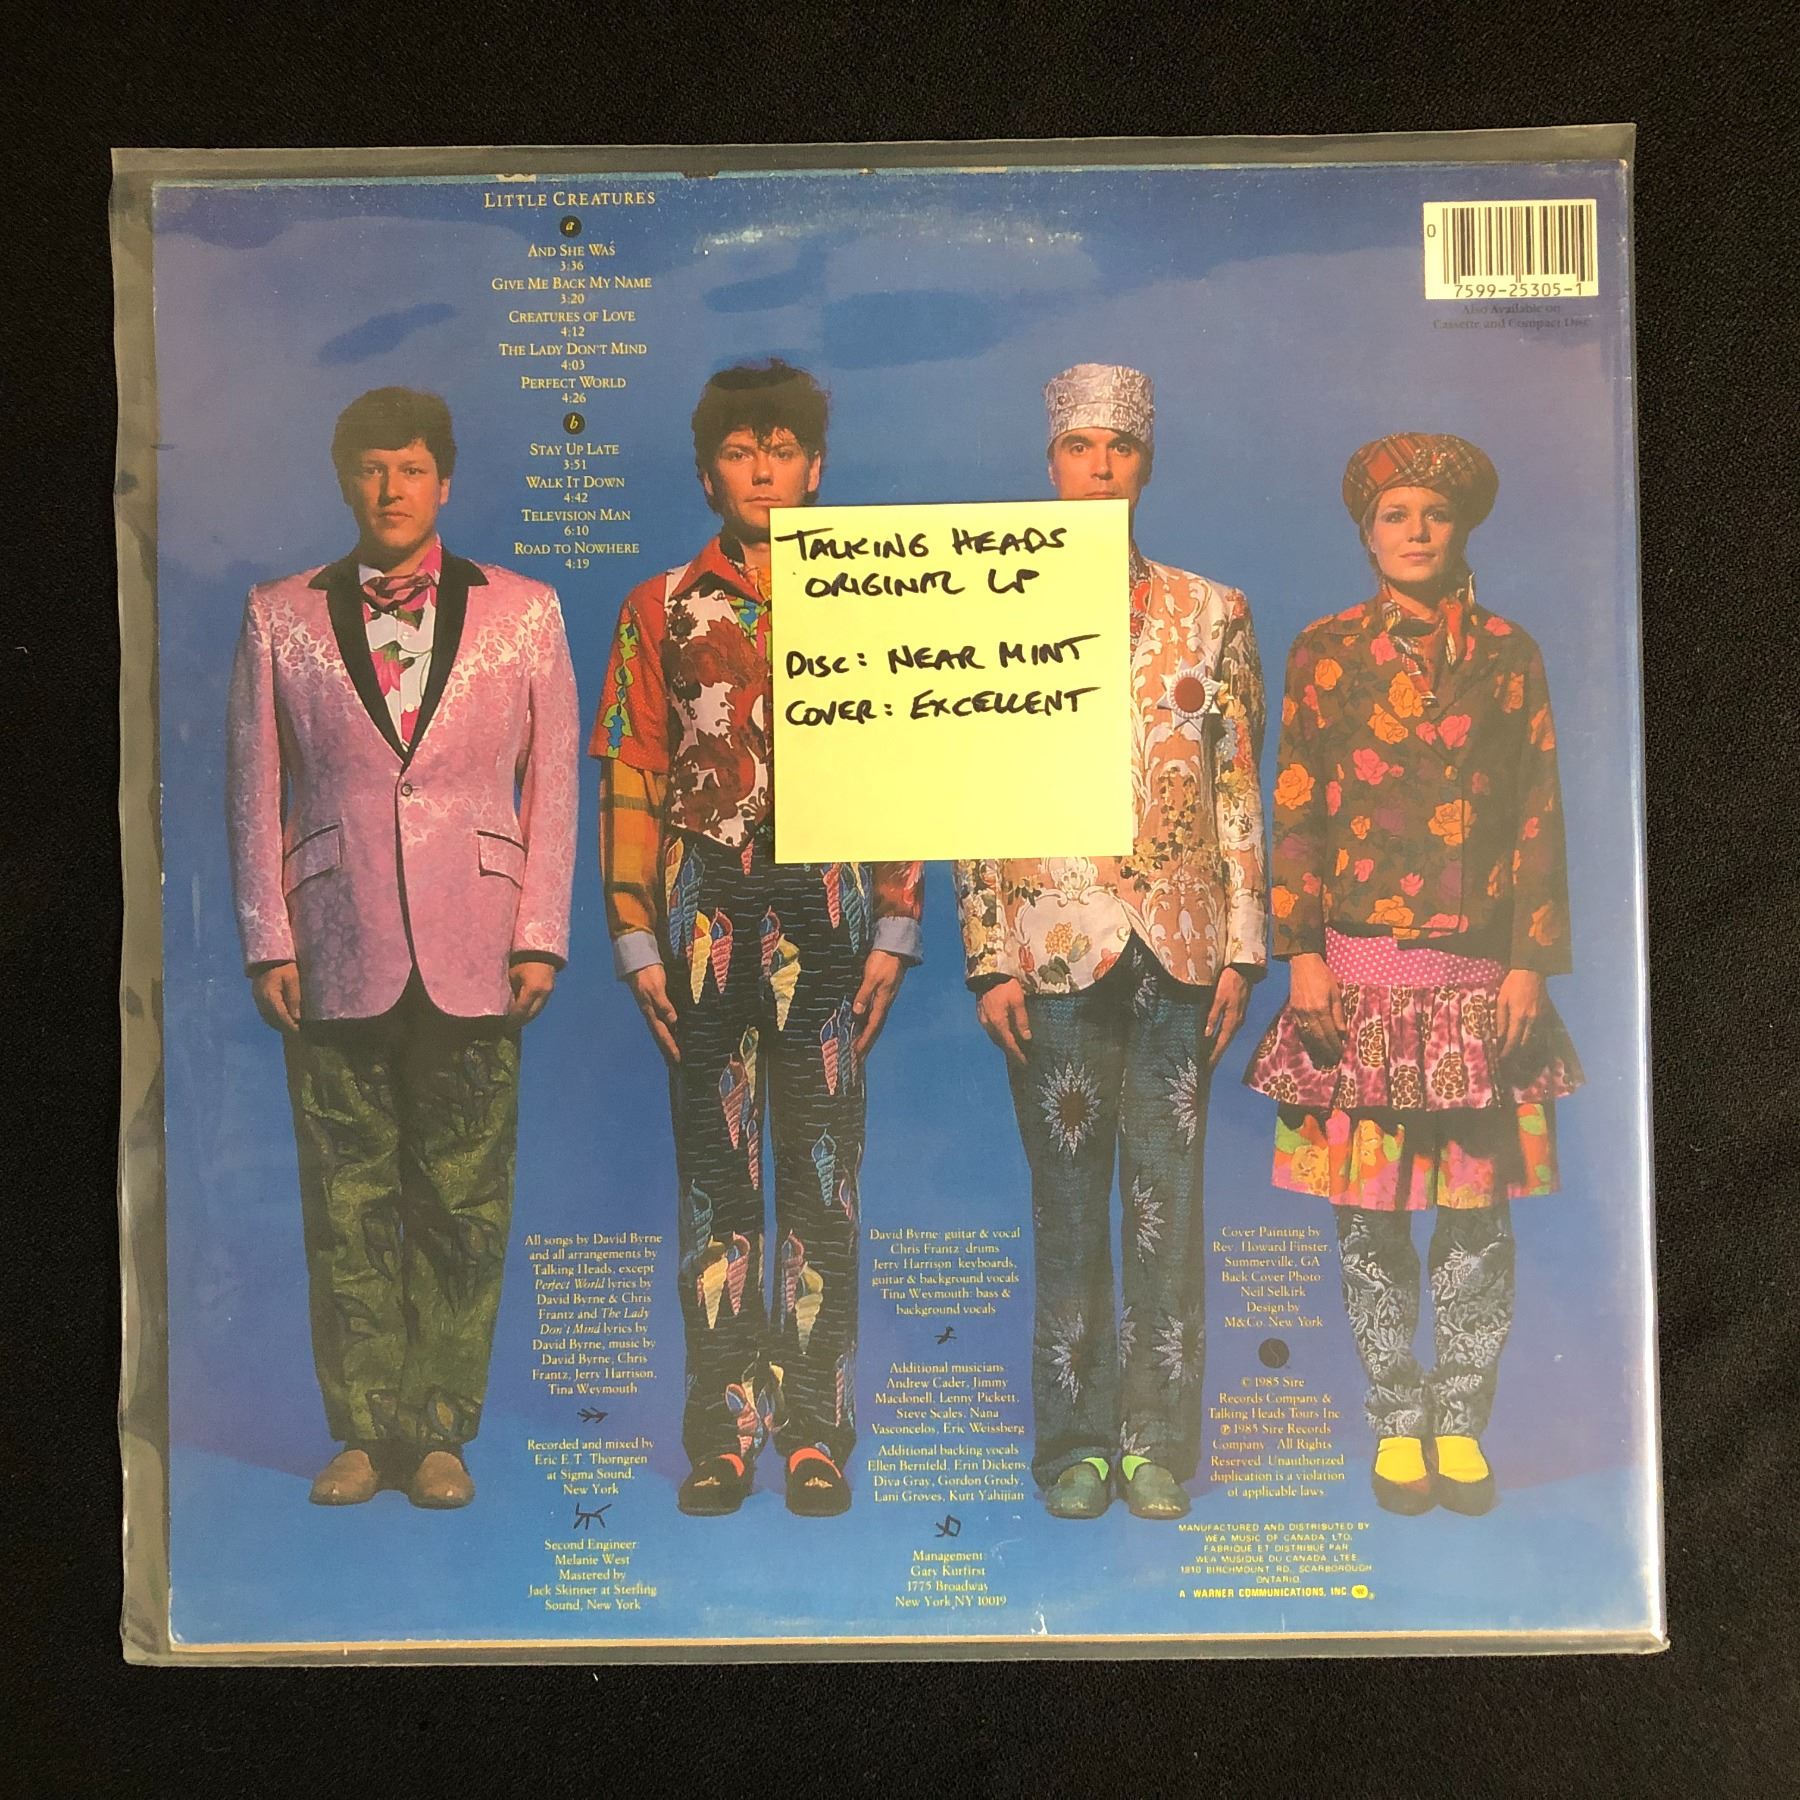 LITTLE CREATURES
a
AND SHE WAS
3:36
GIVE ME BACK MY NAME
3:20
CREATURES OF LOVE
4:12
THE LADY DON'T MIND
4:03
PERFECT WORLD
4:26
b
STAY UP LATE
3:51
WALK IT DOWN
4:42
TELEVISION MAN
6:10
ROAD TO NOWHERE
4:19
0
7599-25305-1
Also Available on
Cassette and Compact Disc
TALKING HEADS
ORIGINAL LP
DISC: NEAR MINT
COVER: EXCELLENT
All songs by David Byrne
and all arrangements by
Talking Heads, except
Perfect World lyrics by
David Byrne & Chris
Frantz and The Lady
Don't Mind lyrics by
David Byrne, music by
David Byrne, Chris
Frantz, Jerry Harrison,
Tina Weymouth
Recorded and mixed by
Eric E.T. Thorngren
at Sigma Sound,
New York
Second Engineer:
Melanie West
Mastered by
Jack Skinner at Sterling
Sound, New York
David Byrne: guitar & vocal
Chris Frantz: drums
Jerry Harrison: keyboards,
guitar & background vocals
Tina Weymouth: bass &
background vocals
Additional musicians:
Andrew Cader, Jimmy
Macdonell, Lenny Pickett,
Steve Scales, Nana
Vasconcelos, Eric Weissberg
Additional backing vocals
Ellen Bernfeld, Erin Dickens,
Diva Gray, Gordon Grody,
Lani Groves, Kurt Yahijian
Management:
Gary Kurfirst
1775 Broadway
New York, NY 10019
Cover Painting by
Rev. Howard Finster,
Summerville, GA
Back Cover Photo:
Neil Selkirk
Design by
M&Co. New York
© 1985 Sire
Records Company &
Talking Heads Tours Inc.
℗ 1985 Sire Records
Company. All Rights
Reserved. Unauthorized
duplication is a violation
of applicable laws.
MANUFACTURED AND DISTRIBUTED BY
WEA MUSIC OF CANADA, LTD.
FABRIQUÉ ET DISTRIBUÉ PAR
WEA MUSIQUE DU CANADA, LTÉE.
1810 BIRCHMOUNT RD., SCARBOROUGH,
ONTARIO.
A WARNER COMMUNICATIONS, INC.